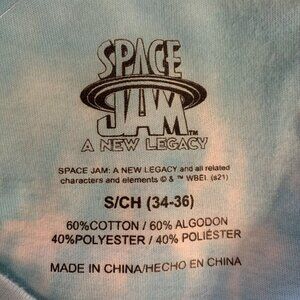 SPACE
JAM™
A NEW LEGACY
SPACE JAM: A NEW LEGACY and all related
characters and elements © & ™ WBEI. (s21)
S/CH (34-36)
60%COTTON / 60% ALGODON
40%POLYESTER / 40% POLIÉSTER
MADE IN CHINA/HECHO EN CHINA